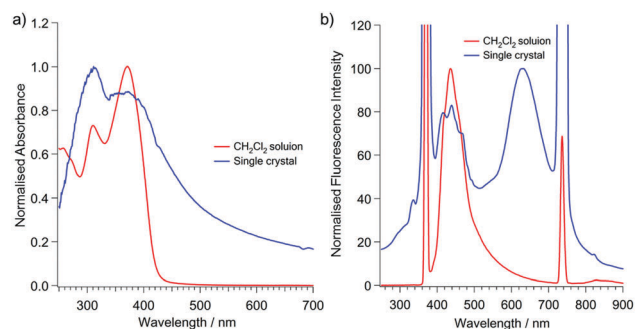 a)
1.2
1.0
0.8
0.6
0.4
0.2
0.0
Normalised Absorbance
CH₂Cl₂ soluion
Single crystal
300
400
500
600
700
Wavelength / nm
b)
120
100
80
60
40
20
0
Normalised Fluorescence Intensity
CH₂Cl₂ soluion
Single crystal
300
400
500
600
700
800
900
Wavelength / nm